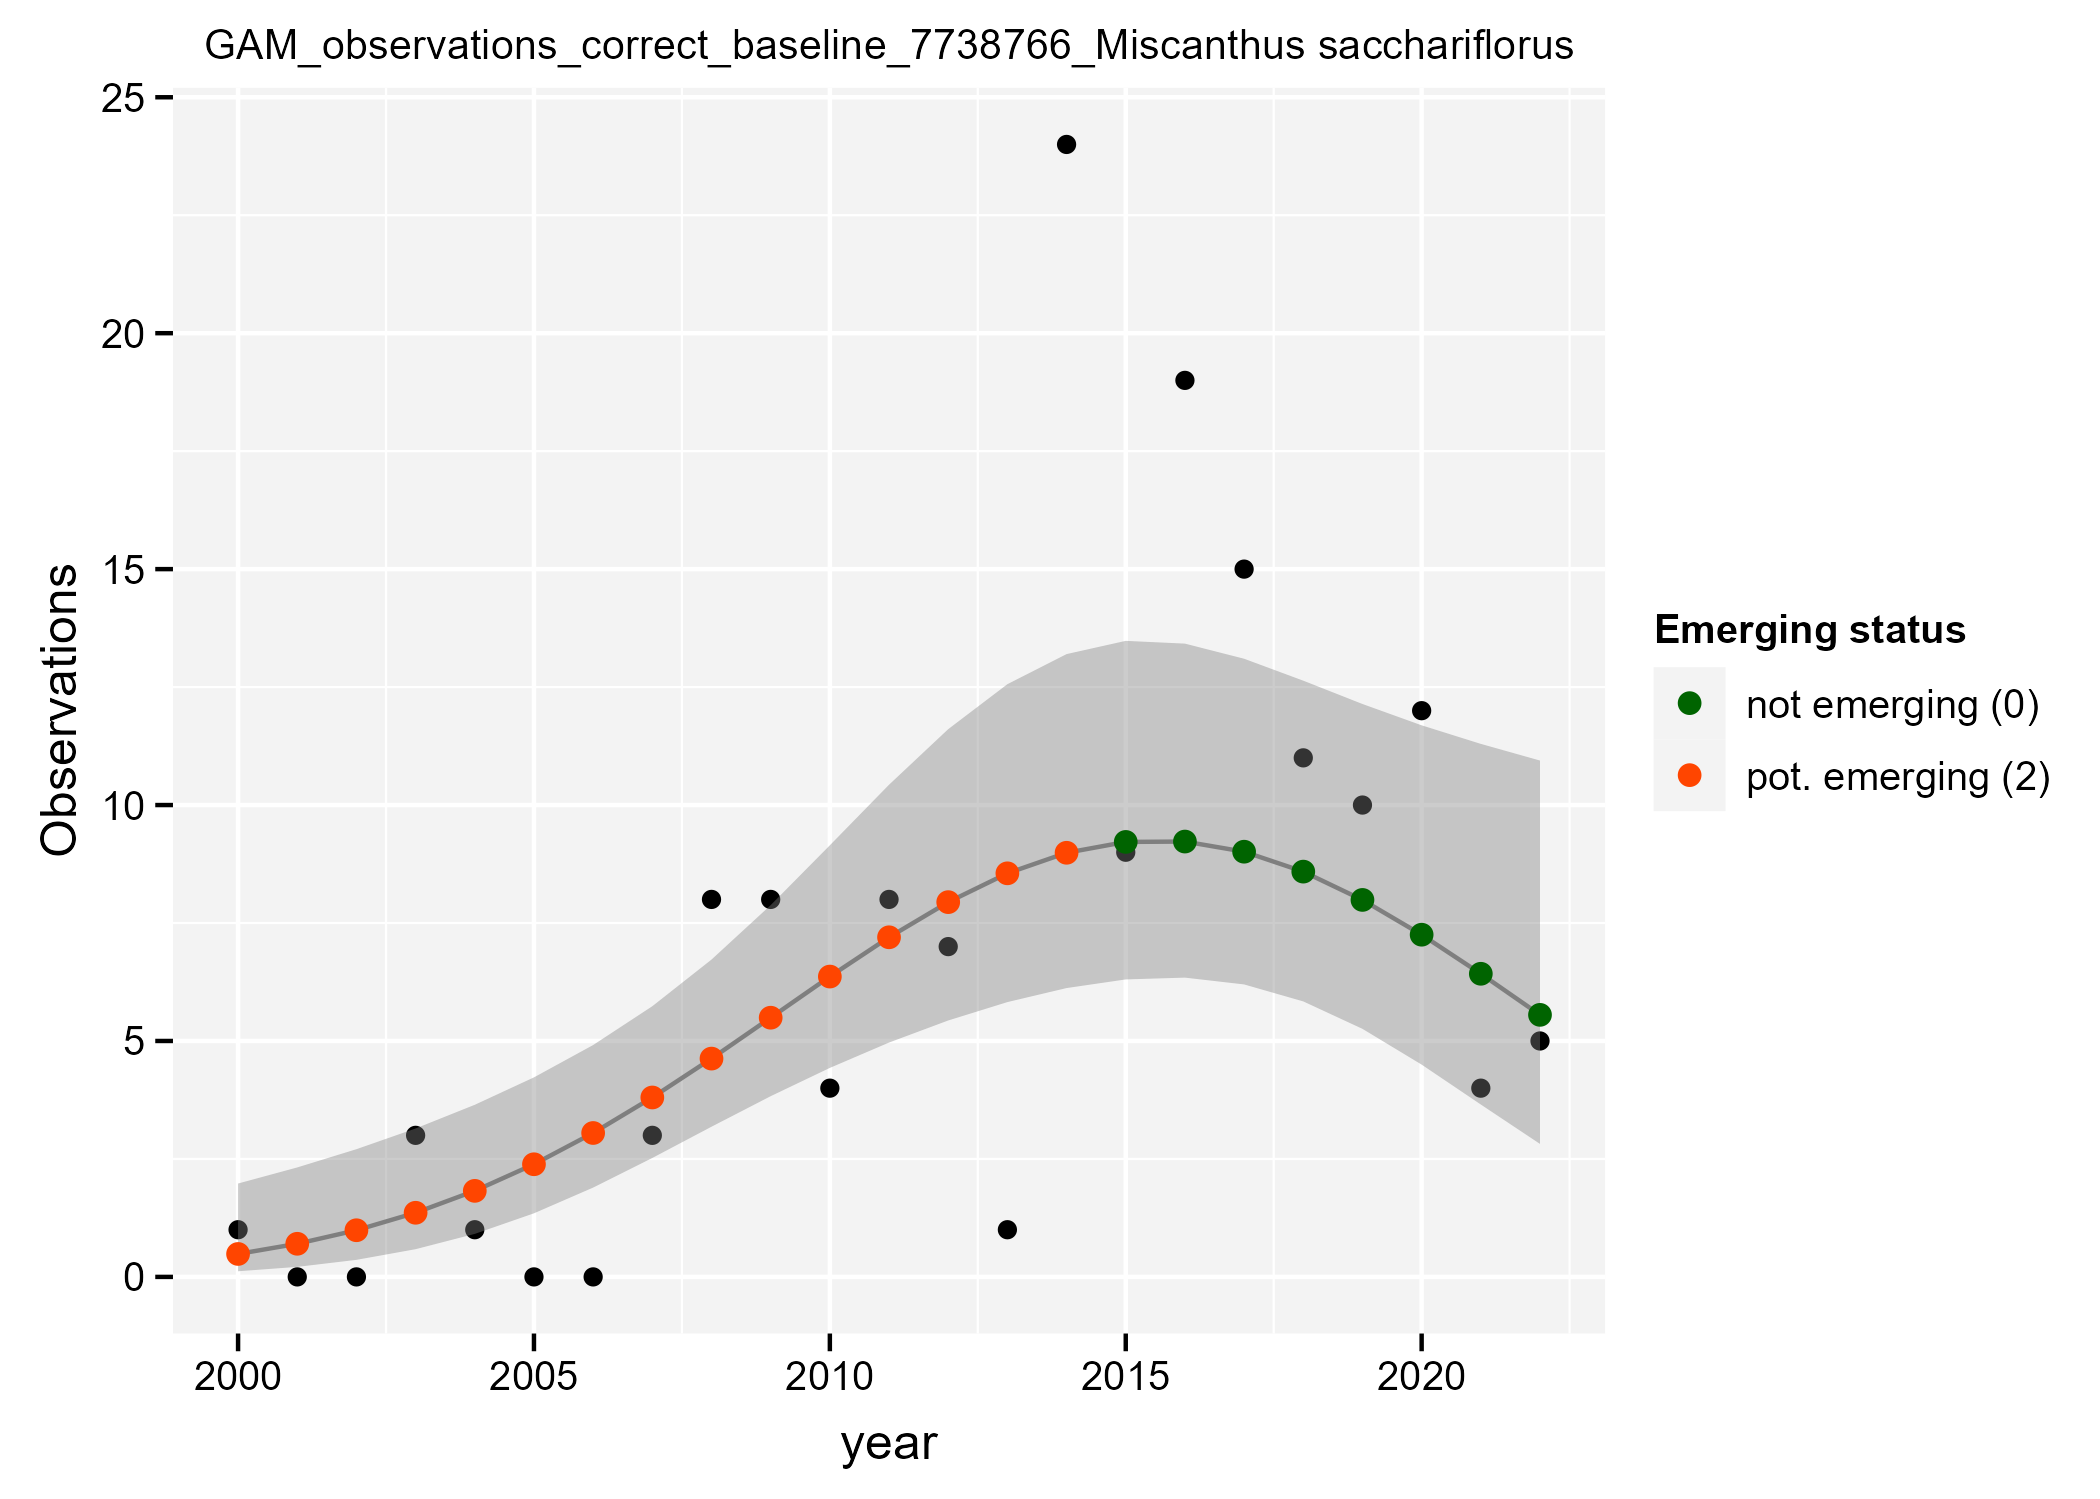 GAM_observations_correct_baseline_7738766_Miscanthus sacchariflorus
25
20
15
10
5
0
Observations
2000 2005 2010 2015 2020
year
Emerging status
not emerging (0)
pot. emerging (2)